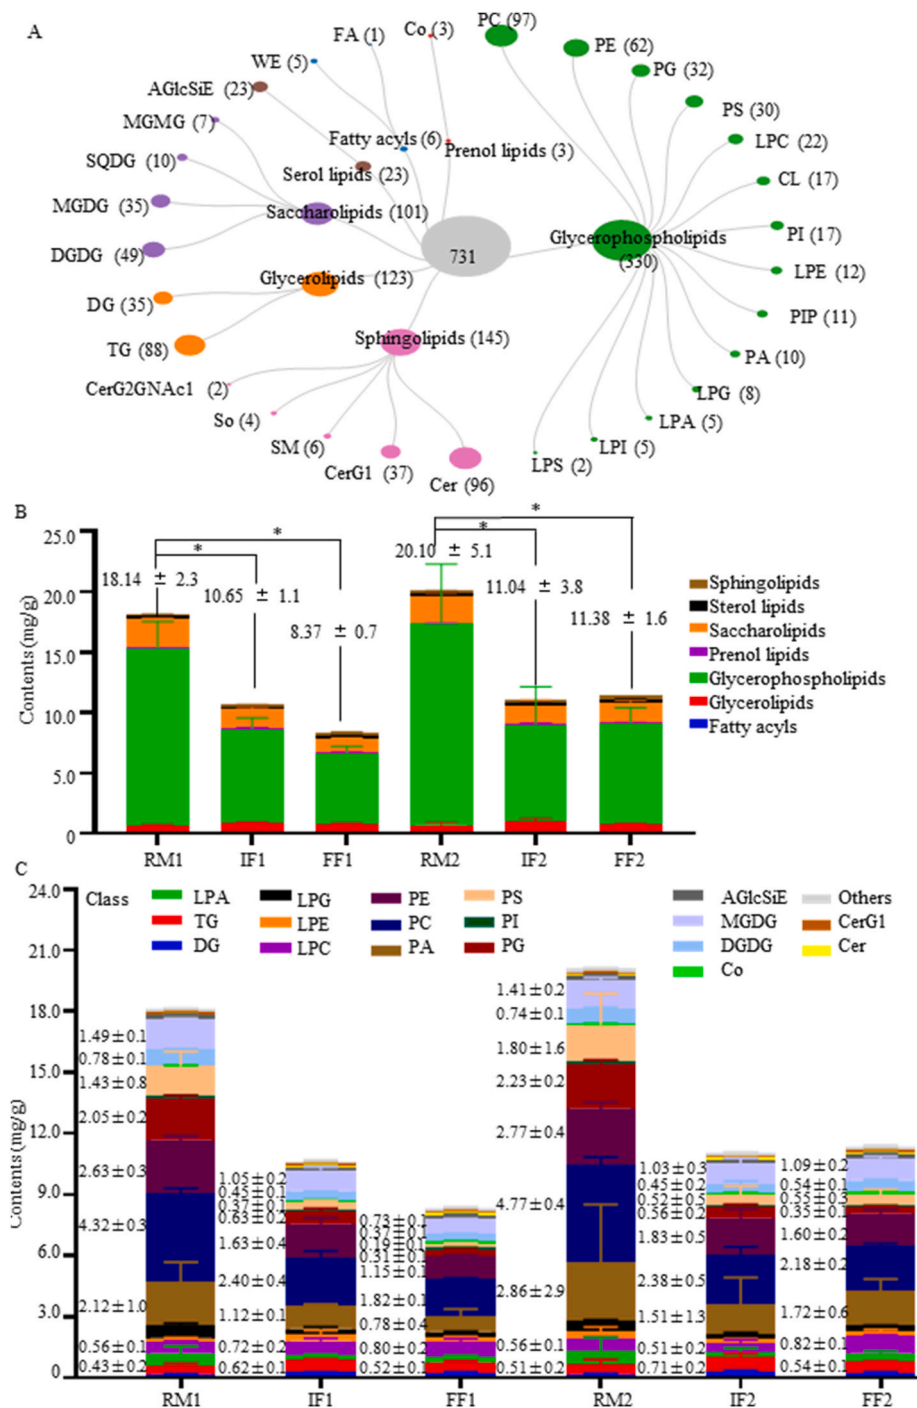 A
PC (97)
Co (3)
FA (1)
PE (62)
WE (5)
PG (32)
AGlcSiE (23)
PS (30)
MGMG (7)
Fatty acyls (6)
Prenol lipids (3)
LPC (22)
SQDG (10)
Serol lipids (23)
CL (17)
MGDG (35)
Saccharolipids (101)
PI (17)
Glycerophospholipids
(330)
DGDG (49)
731
Glycerolipids (123)
LPE (12)
DG (35)
PIP (11)
Sphingolipids (145)
TG (88)
PA (10)
CerG2GNAc1 (2)
LPG (8)
So (4)
LPA (5)
SM (6)
LPI (5)
CerG1 (37)
LPS (2)
Cer (96)
B
Contents (mg/g)
25.0
20.0
15.0
10.0
5.0
0
*
*
*
*
18.14 ± 2.3
10.65 ± 1.1
8.37 ± 0.7
20.10 ± 5.1
11.04 ± 3.8
11.38 ± 1.6
Sphingolipids
Sterol lipids
Saccharolipids
Prenol lipids
Glycerophospholipids
Glycerolipids
Fatty acyls
RM1 IF1 FF1 RM2 IF2 FF2
C
Contents (mg/g)
24.0
21.0
18.0
15.0
12.0
9.0
6.0
3.0
0
Class
LPA LPG PE PS AGlcSiE Others
TG LPE PC PI MGDG CerG1
DG LPC PA PG DGDG Cer
Co
1.49±0.1
0.78±0.1
1.43±0.8
2.05±0.2
2.63±0.3
4.32±0.3
2.12±1.0
0.56±0.1
0.43±0.2
1.05±0.2
0.45±0.1
0.37±0.1
0.63±0.2
1.63±0.4
2.40±0.4
1.12±0.1
0.72±0.2
0.62±0.1
0.73±0.1
0.37±0.1
0.19±0.1
0.31±0.1
1.15±0.1
1.82±0.1
0.78±0.4
0.80±0.2
0.52±0.1
1.41±0.2
0.74±0.1
1.80±1.6
2.23±0.2
2.77±0.4
4.77±0.4
2.86±2.9
0.56±0.1
0.51±0.2
1.03±0.3
0.45±0.2
0.52±0.5
0.56±0.2
1.83±0.5
2.38±0.5
1.51±1.3
0.51±0.2
0.71±0.2
1.09±0.2
0.54±0.1
0.55±0.3
0.35±0.1
1.60±0.2
2.18±0.2
1.72±0.6
0.82±0.1
0.54±0.1
RM1 IF1 FF1 RM2 IF2 FF2